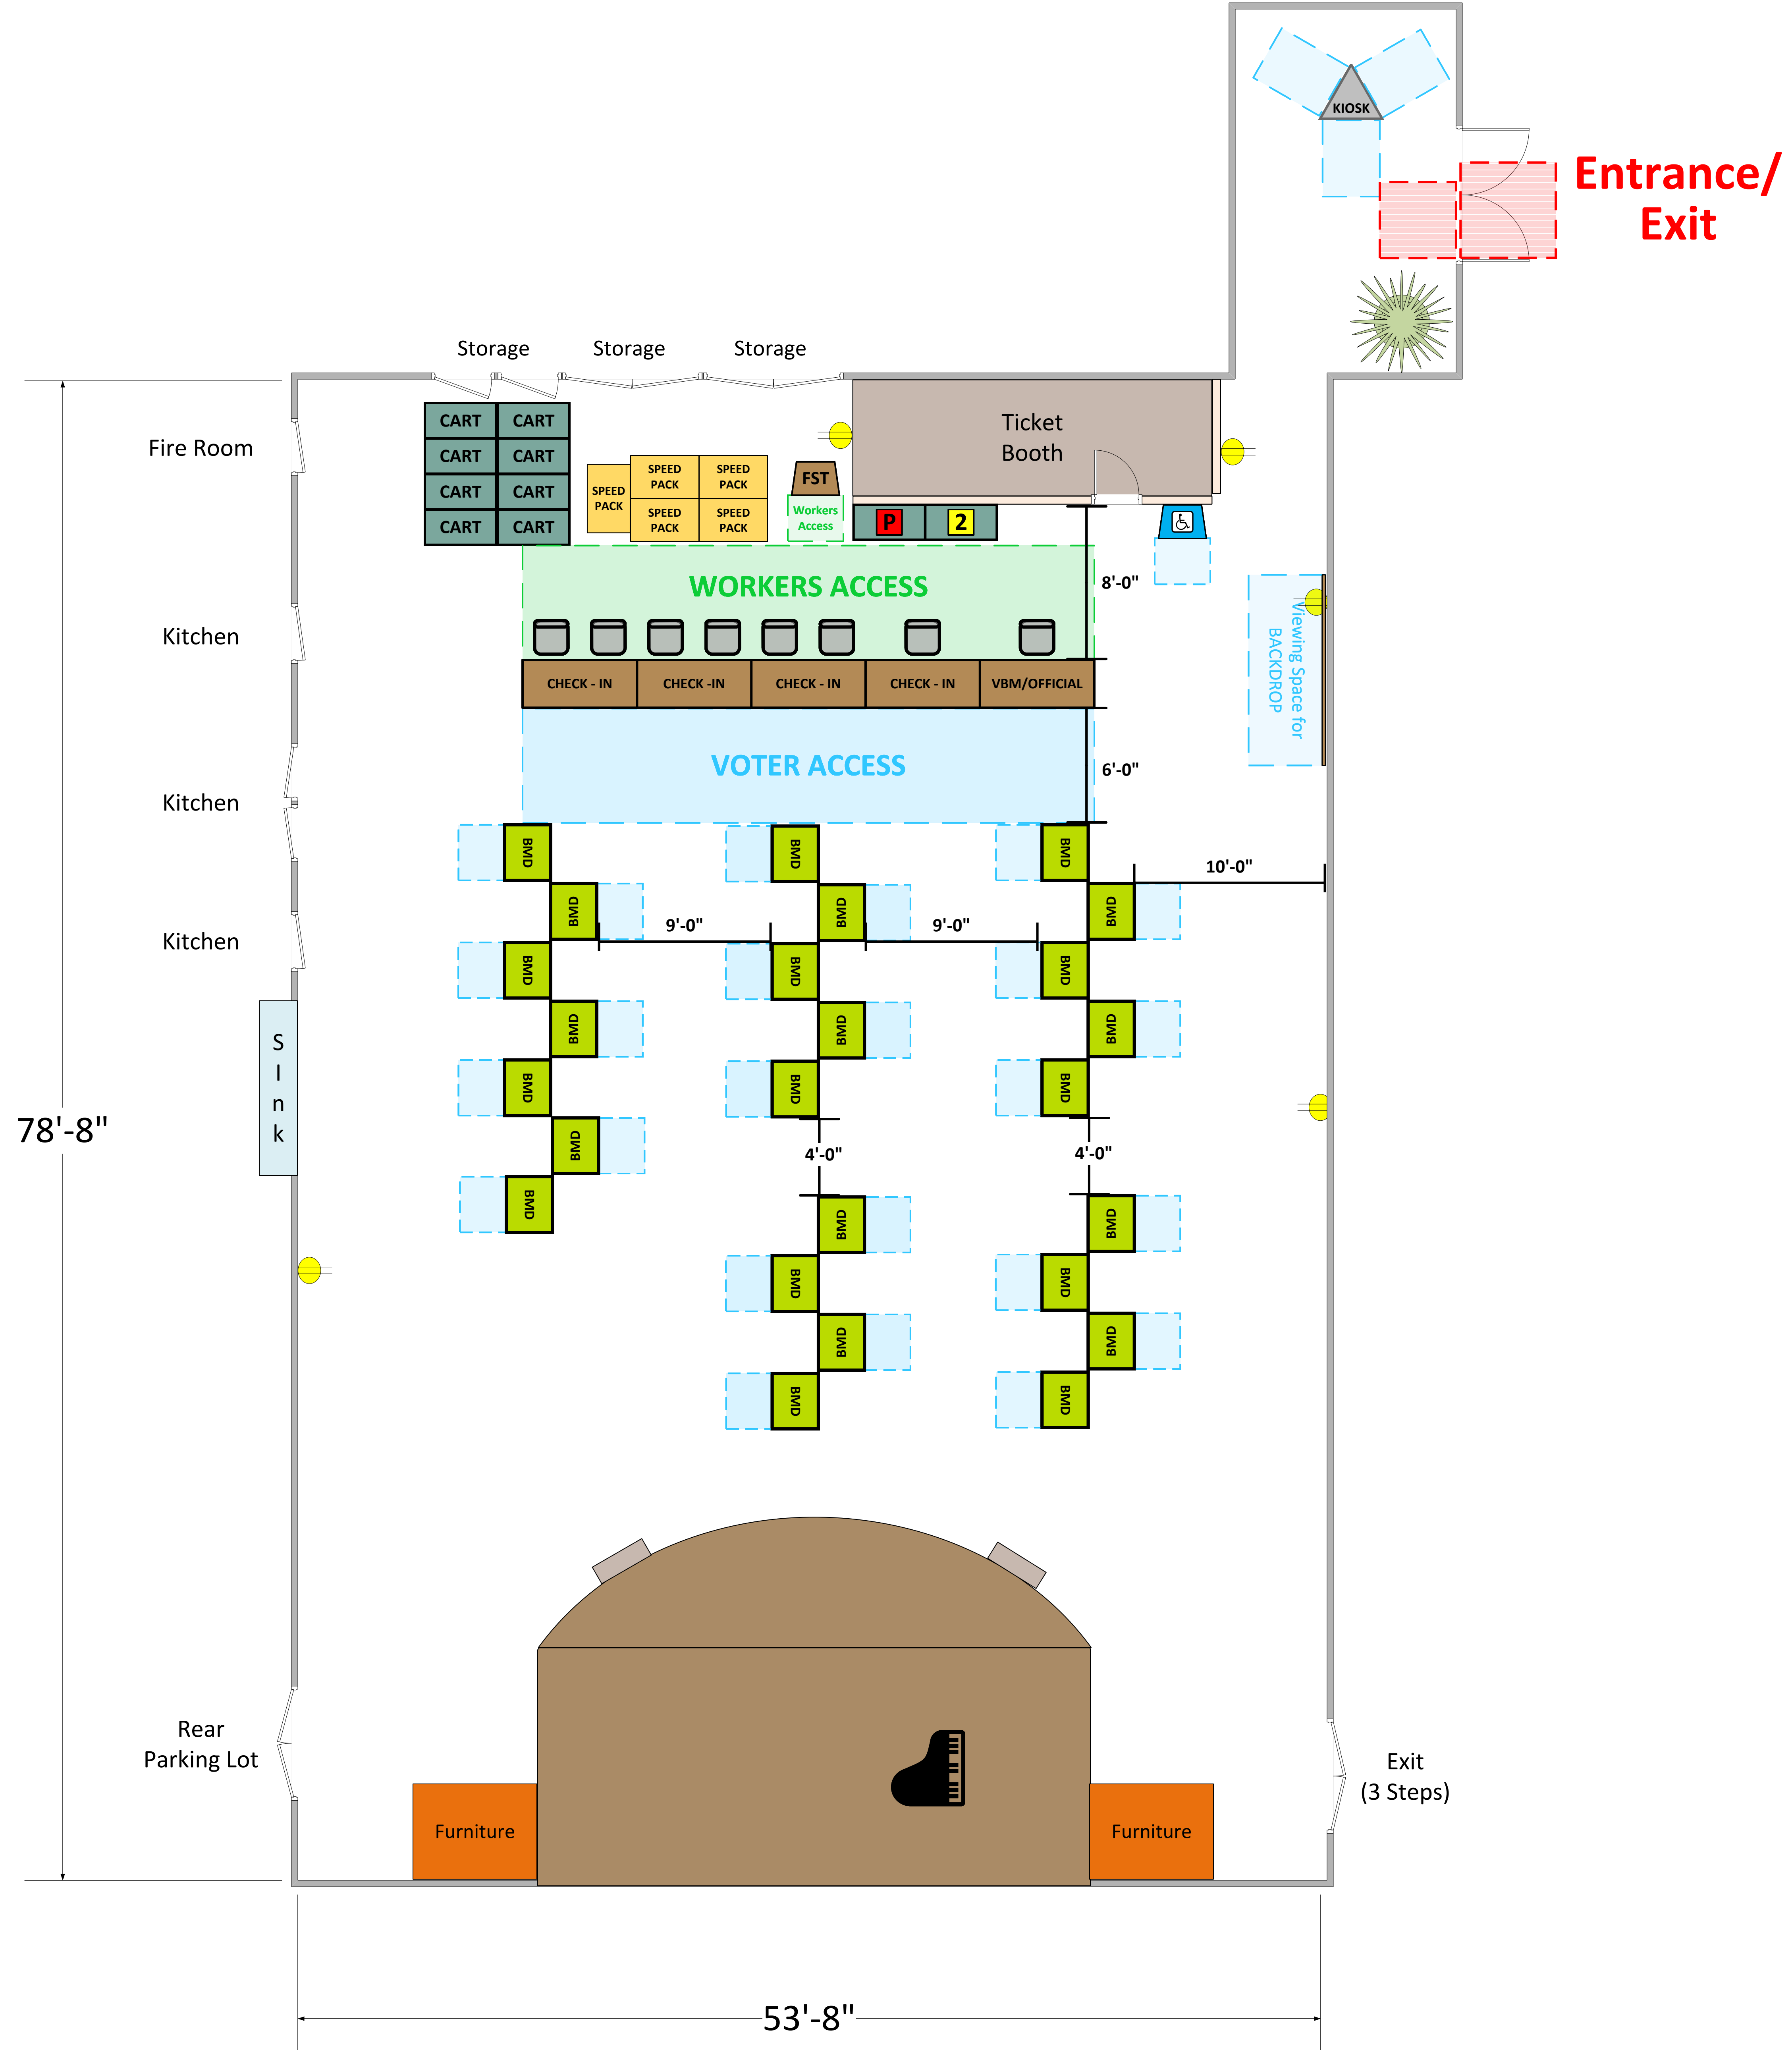 KIOSK
Entrance/
Exit
Storage
Storage
Storage
Fire Room
CART
CART
CART
CART
CART
CART
CART
CART
SPEED
PACK
SPEED
PACK
SPEED
PACK
SPEED
PACK
SPEED
PACK
FST
Workers
Access
Ticket
Booth
P
2
WORKERS ACCESS
8'-0"
Kitchen
CHECK - IN
CHECK -IN
CHECK - IN
CHECK - IN
VBM/OFFICIAL
Viewing Space for
BACKDROP
VOTER ACCESS
6'-0"
Kitchen
BMD
BMD
BMD
10'-0"
BMD
BMD
BMD
9'-0"
9'-0"
Kitchen
BMD
BMD
BMD
BMD
BMD
BMD
S
I
n
k
BMD
BMD
BMD
78'-8"
BMD
4'-0"
4'-0"
BMD
BMD
BMD
BMD
BMD
BMD
BMD
BMD
BMD
Rear
Parking Lot
Exit
(3 Steps)
Furniture
Furniture
53'-8"